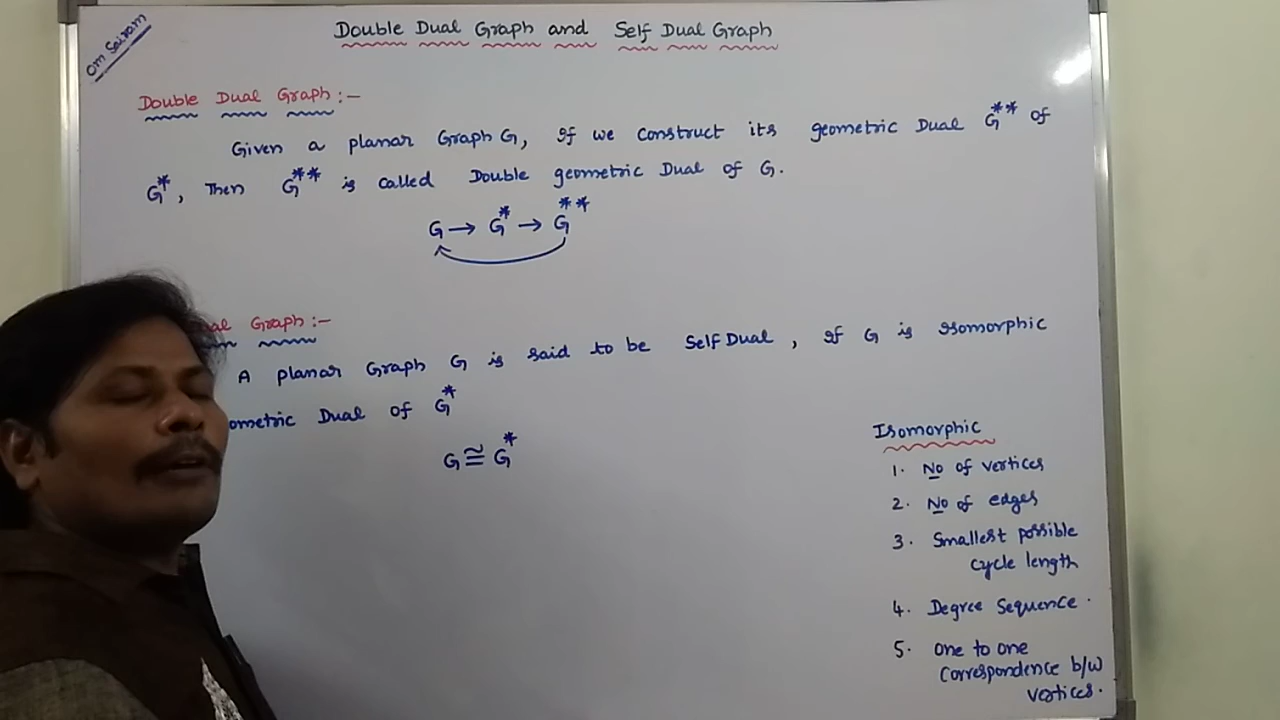 Om Sairam
Double Dual Graph and Self Dual Graph
Double Dual Graph :-
Given a planar Graph G, If we construct its geometric Dual G** of
G*, Then G** is called Double geometric Dual of G.
G → G* → G**
Graph :-
A planar Graph G is said to be Self Dual, If G is Isomorphic
Dual of G*
G ≅ G*
Isomorphic
1. No of vertices
2. No of edges
3. Smallest possible
cycle length
4. Degree Sequence.
5. one to one
correspondence b/w
vertices.